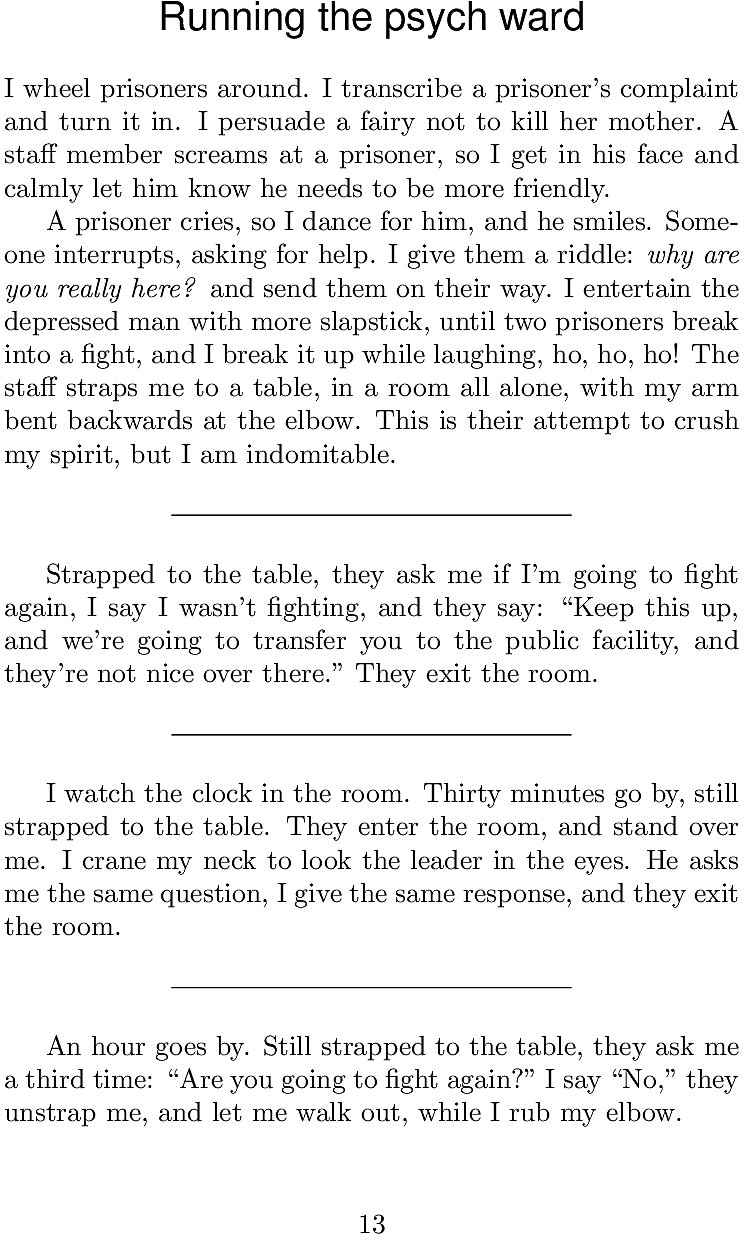 Running the psych ward
I wheel prisoners around. I transcribe a prisoner’s complaint
and turn it in. I persuade a fairy not to kill her mother. A
staff member screams at a prisoner, so I get in his face and
calmly let him know he needs to be more friendly.
A prisoner cries, so I dance for him, and he smiles. Some-
one interrupts, asking for help. I give them a riddle: why are
you really here? and send them on their way. I entertain the
depressed man with more slapstick, until two prisoners break
into a fight, and I break it up while laughing, ho, ho, ho! The
staff straps me to a table, in a room all alone, with my arm
bent backwards at the elbow. This is their attempt to crush
my spirit, but I am indomitable.
Strapped to the table, they ask me if I’m going to fight
again, I say I wasn’t fighting, and they say: “Keep this up,
and we’re going to transfer you to the public facility, and
they’re not nice over there.” They exit the room.
I watch the clock in the room. Thirty minutes go by, still
strapped to the table. They enter the room, and stand over
me. I crane my neck to look the leader in the eyes. He asks
me the same question, I give the same response, and they exit
the room.
An hour goes by. Still strapped to the table, they ask me
a third time: “Are you going to fight again?” I say “No,” they
unstrap me, and let me walk out, while I rub my elbow.
13